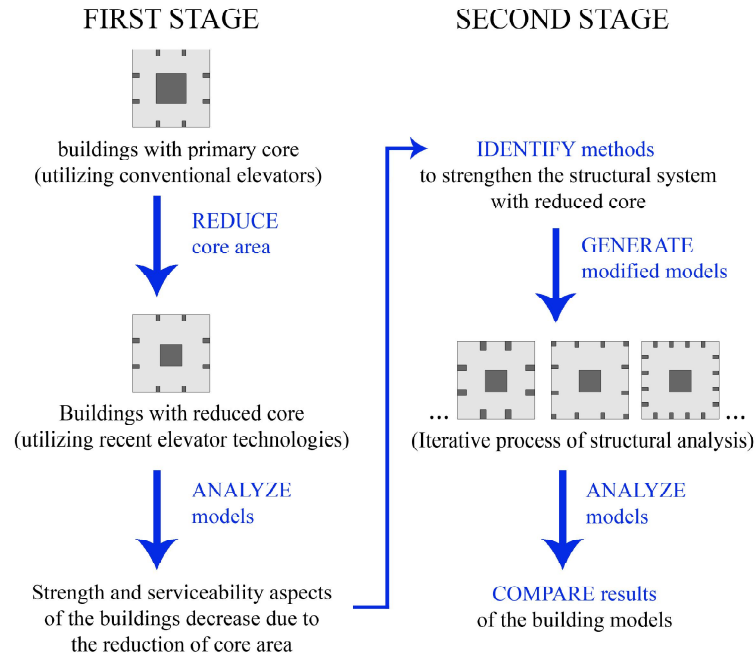 FIRST STAGE
buildings with primary core
(utilizing conventional elevators)
REDUCE
core area
Buildings with reduced core
(utilizing recent elevator technologies)
ANALYZE
models
Strength and serviceability aspects
of the buildings decrease due to
the reduction of core area
SECOND STAGE
IDENTIFY methods
to strengthen the structural system
with reduced core
GENERATE
modified models
... ...
(Iterative process of structural analysis)
ANALYZE
models
COMPARE results
of the building models